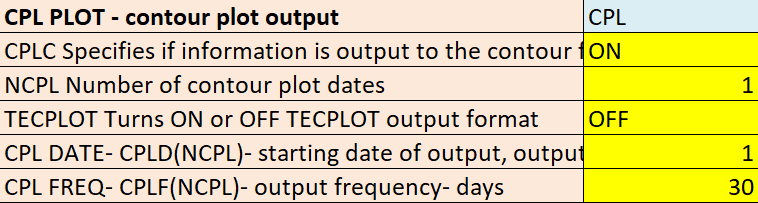 CPL PLOT - contour plot output CPL
CPLC Specifies if information is output to the contour ON
NCPL Number of contour plot dates 1
TECPLOT Turns ON or OFF TECPLOT output format OFF
CPL DATE- CPLD(NCPL)- starting date of output, output 1
CPL FREQ- CPLF(NCPL)- output frequency- days 30